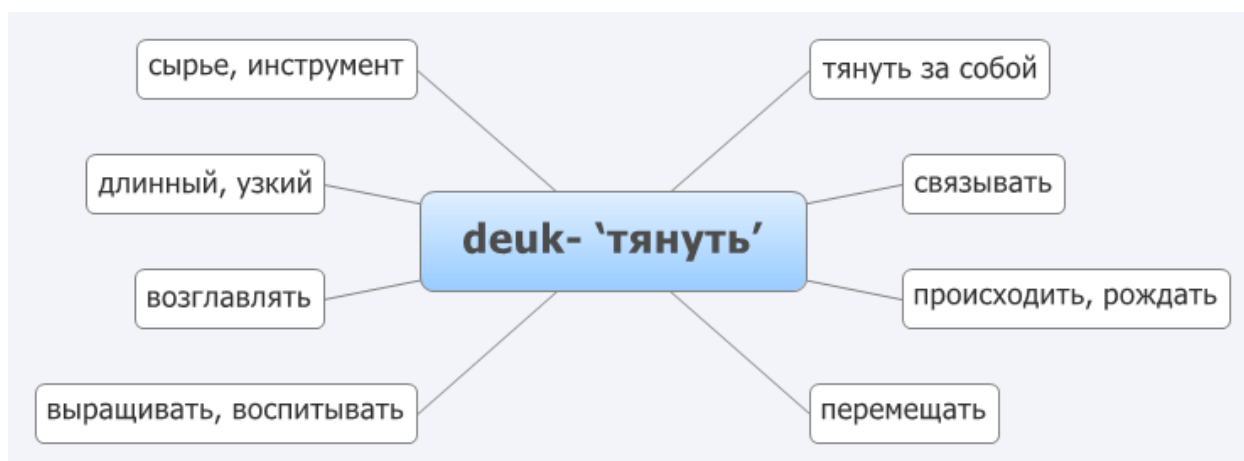 сырье, инструмент
тянуть за собой
длинный, узкий
связывать
deuk- ‘тянуть’
возглавлять
происходить, рождать
выращивать, воспитывать
перемещать